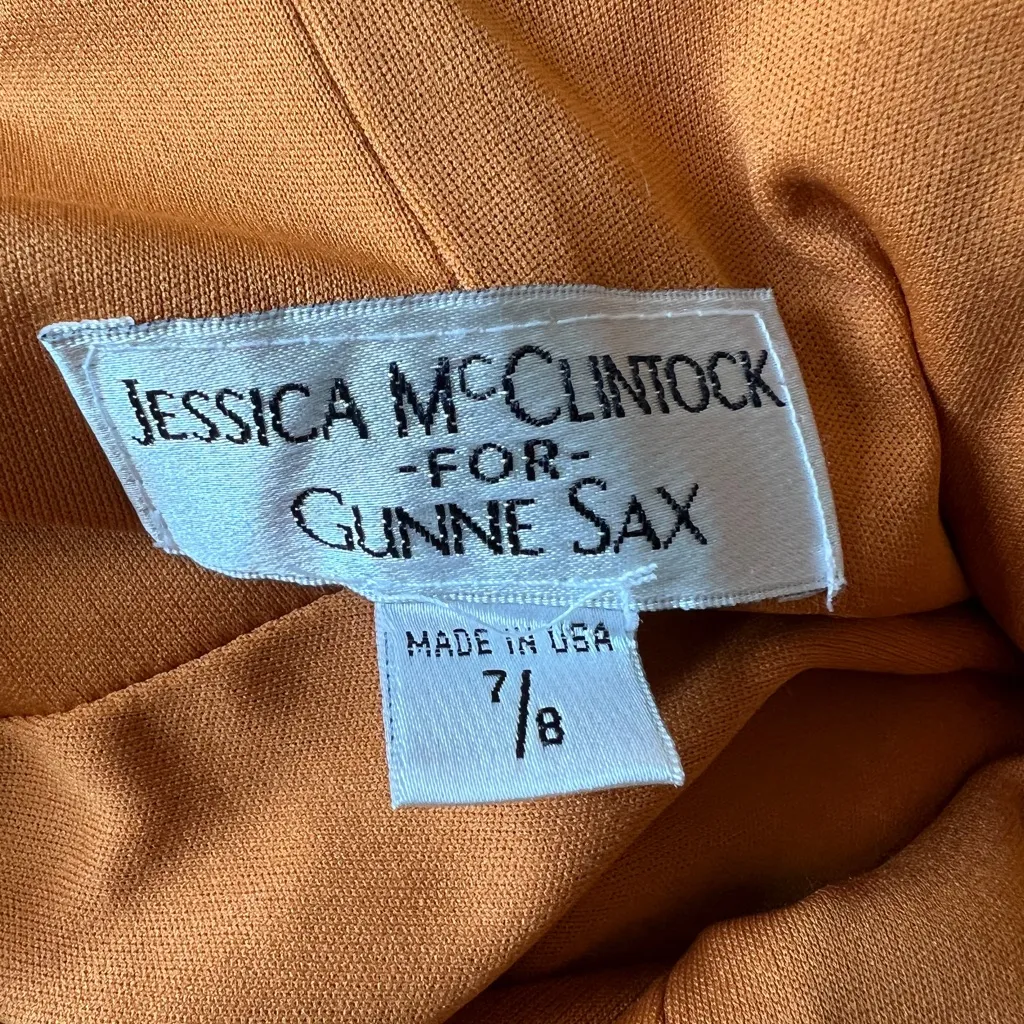 JESSICA McCLINTOCK
-FOR-
GUNNE SAX
MADE IN USA
7/8